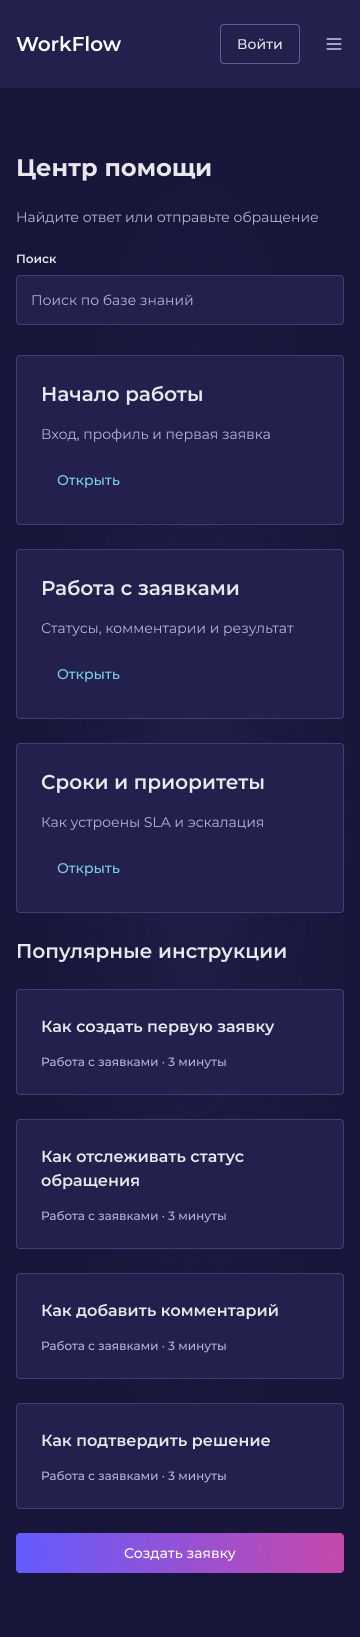 WorkFlow
Войти
Центр помощи
Найдите ответ или отправьте обращение
Поиск
Поиск по базе знаний
Начало работы
Вход, профиль и первая заявка
Открыть
Работа с заявками
Статусы, комментарии и результат
Открыть
Сроки и приоритеты
Как устроены SLA и эскалация
Открыть
Популярные инструкции
Как создать первую заявку
Работа с заявками · 3 минуты
Как отслеживать статус
обращения
Работа с заявками · 3 минуты
Как добавить комментарий
Работа с заявками · 3 минуты
Как подтвердить решение
Работа с заявками · 3 минуты
Создать заявку